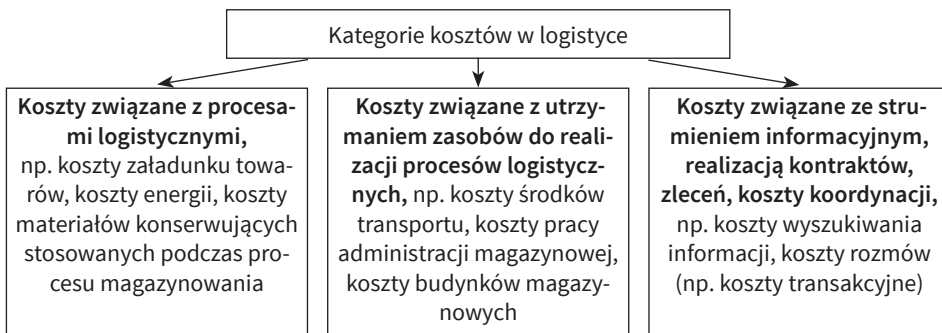 Kategorie kosztów w logistyce
Koszty związane z procesa-
mi logistycznymi,
np. koszty załadunku towa-
rów, koszty energii, koszty
materiałów konserwujących
stosowanych podczas pro-
cesu magazynowania
Koszty związane z utrzy-
maniem zasobów do reali-
zacji procesów logistycz-
nych, np. koszty środków
transportu, koszty pracy
administracji magazynowej,
koszty budynków magazy-
nowych
Koszty związane ze stru-
mieniem informacyjnym,
realizacją kontraktów,
zleceń, koszty koordynacji,
np. koszty wyszukiwania
informacji, koszty rozmów
(np. koszty transakcyjne)